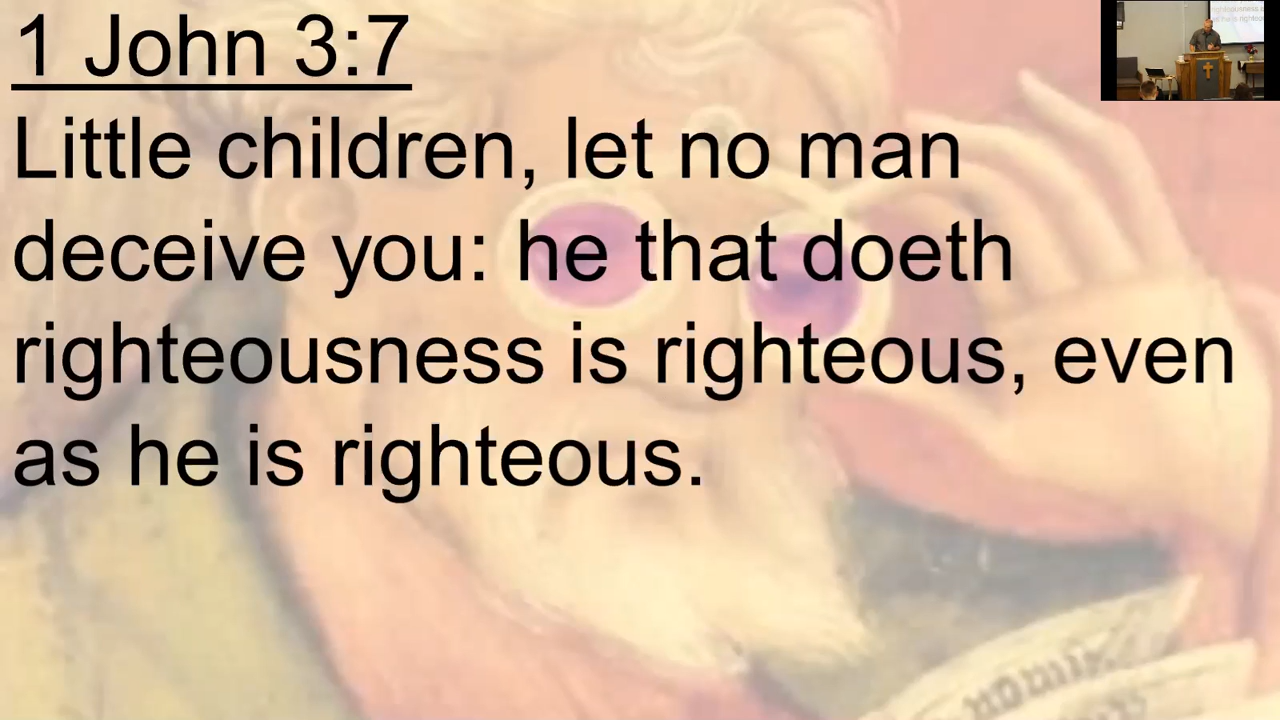 1 John 3:7
Little children, let no man
deceive you: he that doeth
righteousness is righteous, even
as he is righteous.